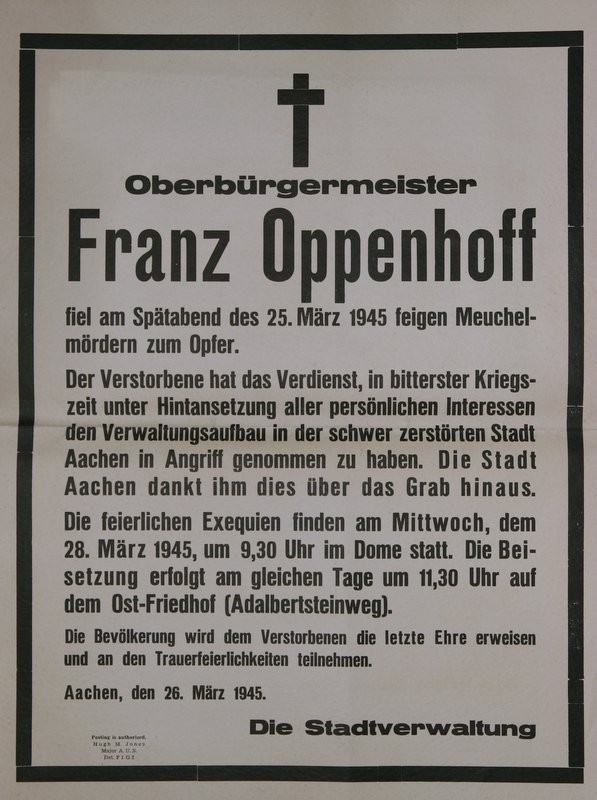 Oberbürgermeister
Franz Oppenhoff
fiel am Spätabend des 25. März 1945 feigen Meuchel-
mördern zum Opfer.
Der Verstorbene hat das Verdienst, in bitterster Kriegs-
zeit unter Hintansetzung aller persönlichen Interessen
den Verwaltungsaufbau in der schwer zerstörten Stadt
Aachen in Angriff genommen zu haben. Die Stadt
Aachen dankt ihm dies über das Grab hinaus.
Die feierlichen Exequien finden am Mittwoch, dem
28. März 1945, um 9,30 Uhr im Dome statt. Die Bei-
setzung erfolgt am gleichen Tage um 11,30 Uhr auf
dem Ost-Friedhof (Adalbertsteinweg).
Die Bevölkerung wird dem Verstorbenen die letzte Ehre erweisen
und an den Trauerfeierlichkeiten teilnehmen.
Aachen, den 26. März 1945.
Die Stadtverwaltung
Posting is authorized.
Hugh M. Jones
Major A.U.S.
Det. F1G2